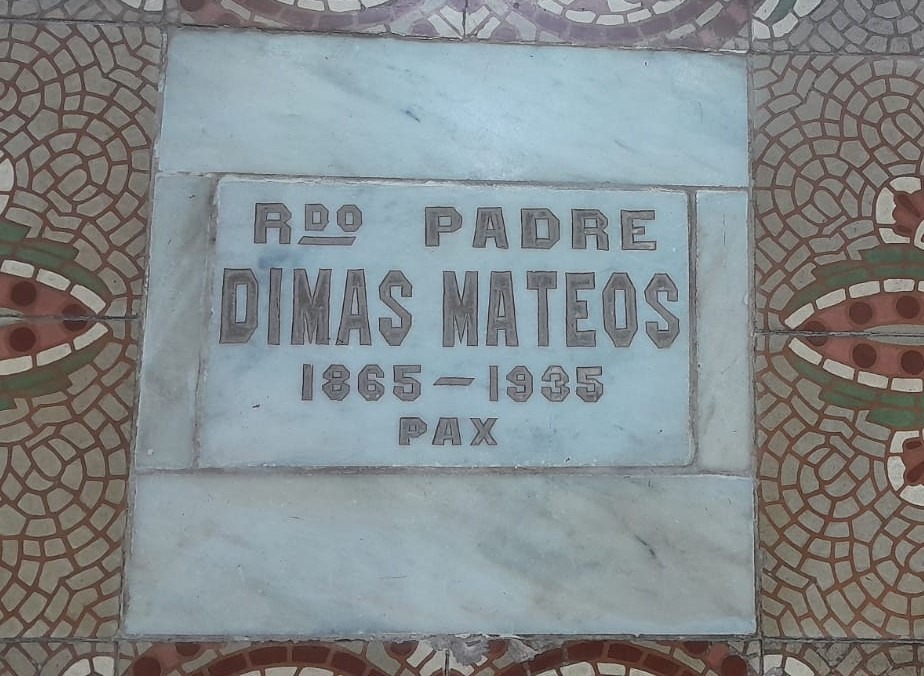 RDO PADRE
DIMAS MATEOS
1865-1935
PAX